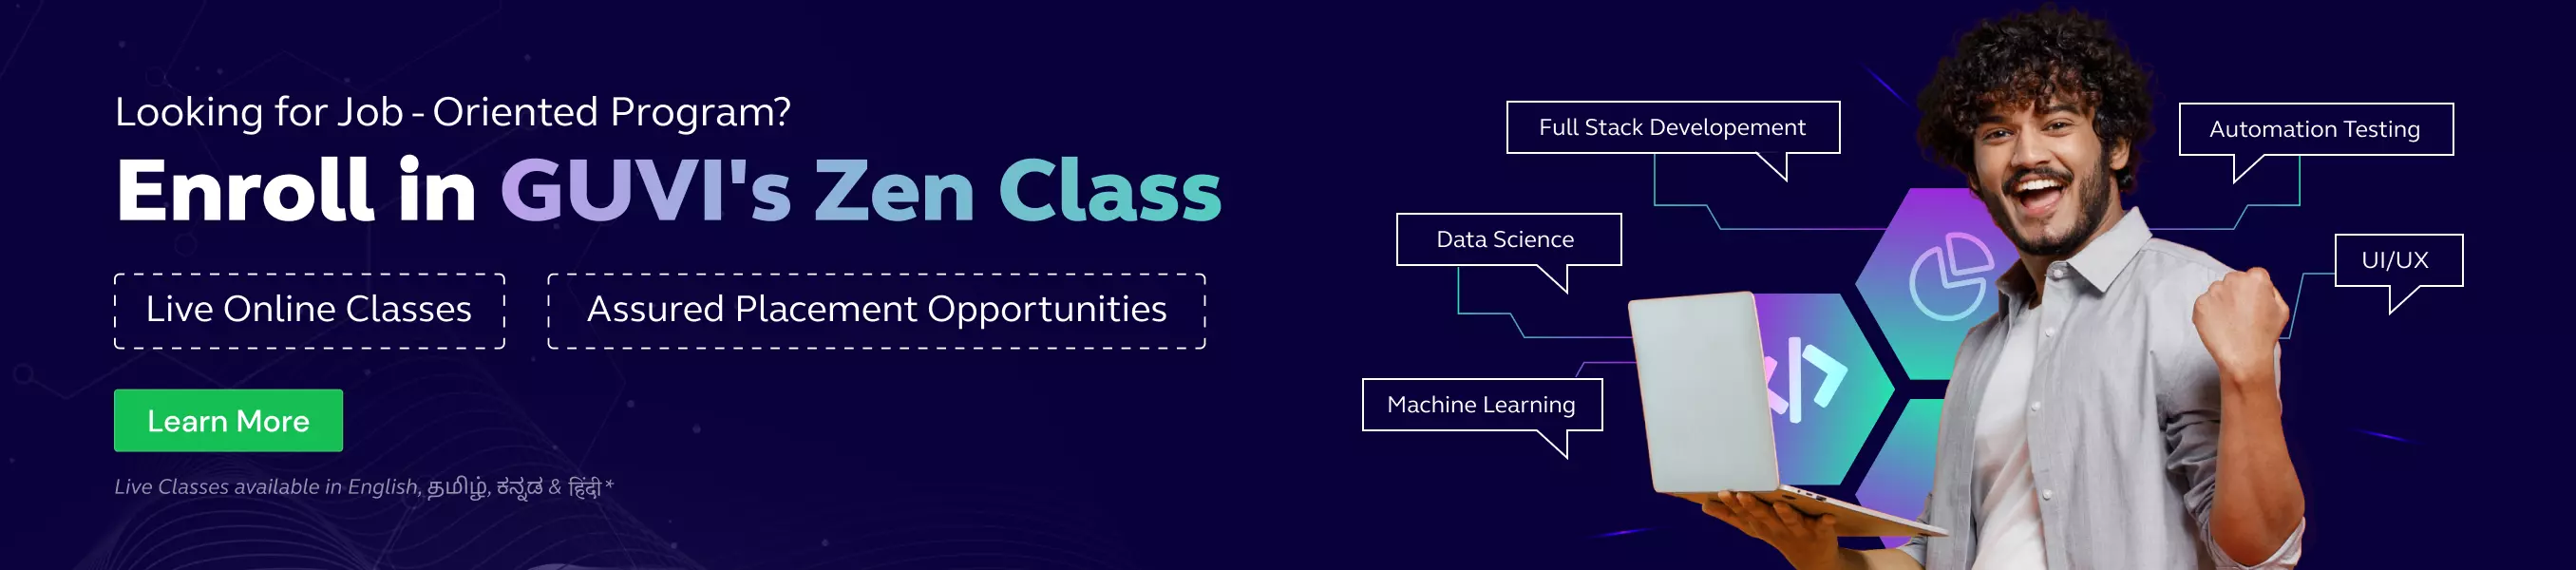 Looking for Job - Oriented Program?
Enroll in GUVI's Zen Class
Live Online Classes
Assured Placement Opportunities
Learn More
Live Classes available in English, தமிழ், ಕನ್ನಡ & हिंदी *
Full Stack Developement
Data Science
Machine Learning
Automation Testing
UI/UX